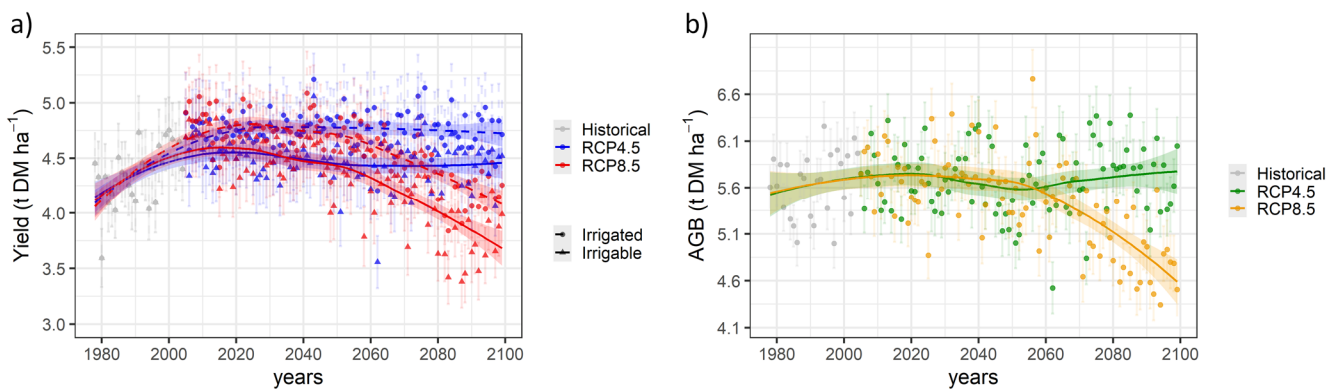 a)
5.5
5.0
4.5
4.0
3.5
3.0
Yield (t DM ha⁻¹)
1980 2000 2020 2040 2060 2080 2100
years
Historical
RCP4.5
RCP8.5
Irrigated
Irrigable
b)
6.6
6.1
5.6
5.1
4.6
4.1
AGB (t DM ha⁻¹)
1980 2000 2020 2040 2060 2080 2100
years
Historical
RCP4.5
RCP8.5